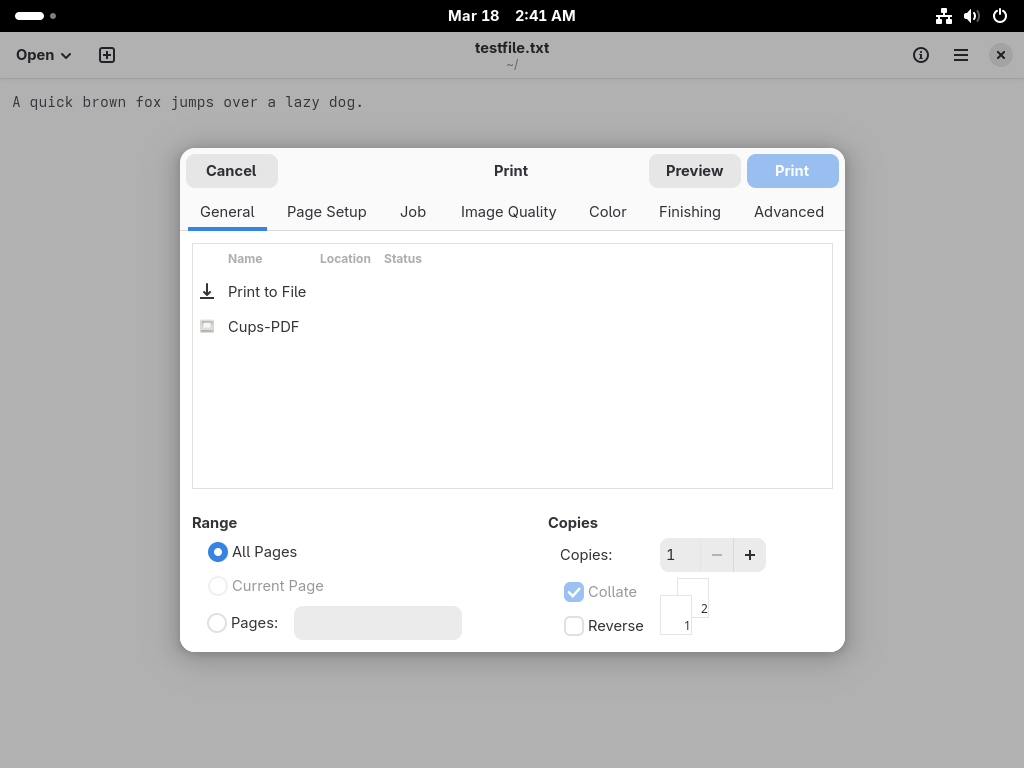 Mar 18 2:41 AM
Open
testfile.txt
~/
A quick brown fox jumps over a lazy dog.
Cancel
Print
Preview
Print
General
Page Setup
Job
Image Quality
Color
Finishing
Advanced
Name
Location
Status
Print to File
Cups-PDF
Range
All Pages
Current Page
Pages:
Copies
Copies:
1
Collate
Reverse
2
1